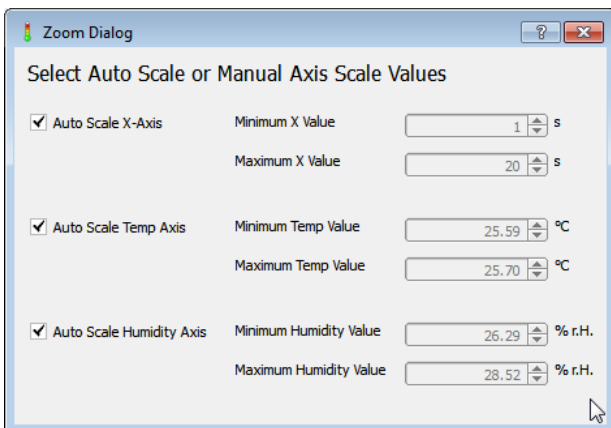 Zoom Dialog
?
Select Auto Scale or Manual Axis Scale Values
Auto Scale X-Axis Minimum X Value 1 s
Maximum X Value 20 s
Auto Scale Temp Axis Minimum Temp Value 25.59 °C
Maximum Temp Value 25.70 °C
Auto Scale Humidity Axis Minimum Humidity Value 26.29 % r.H.
Maximum Humidity Value 28.52 % r.H.